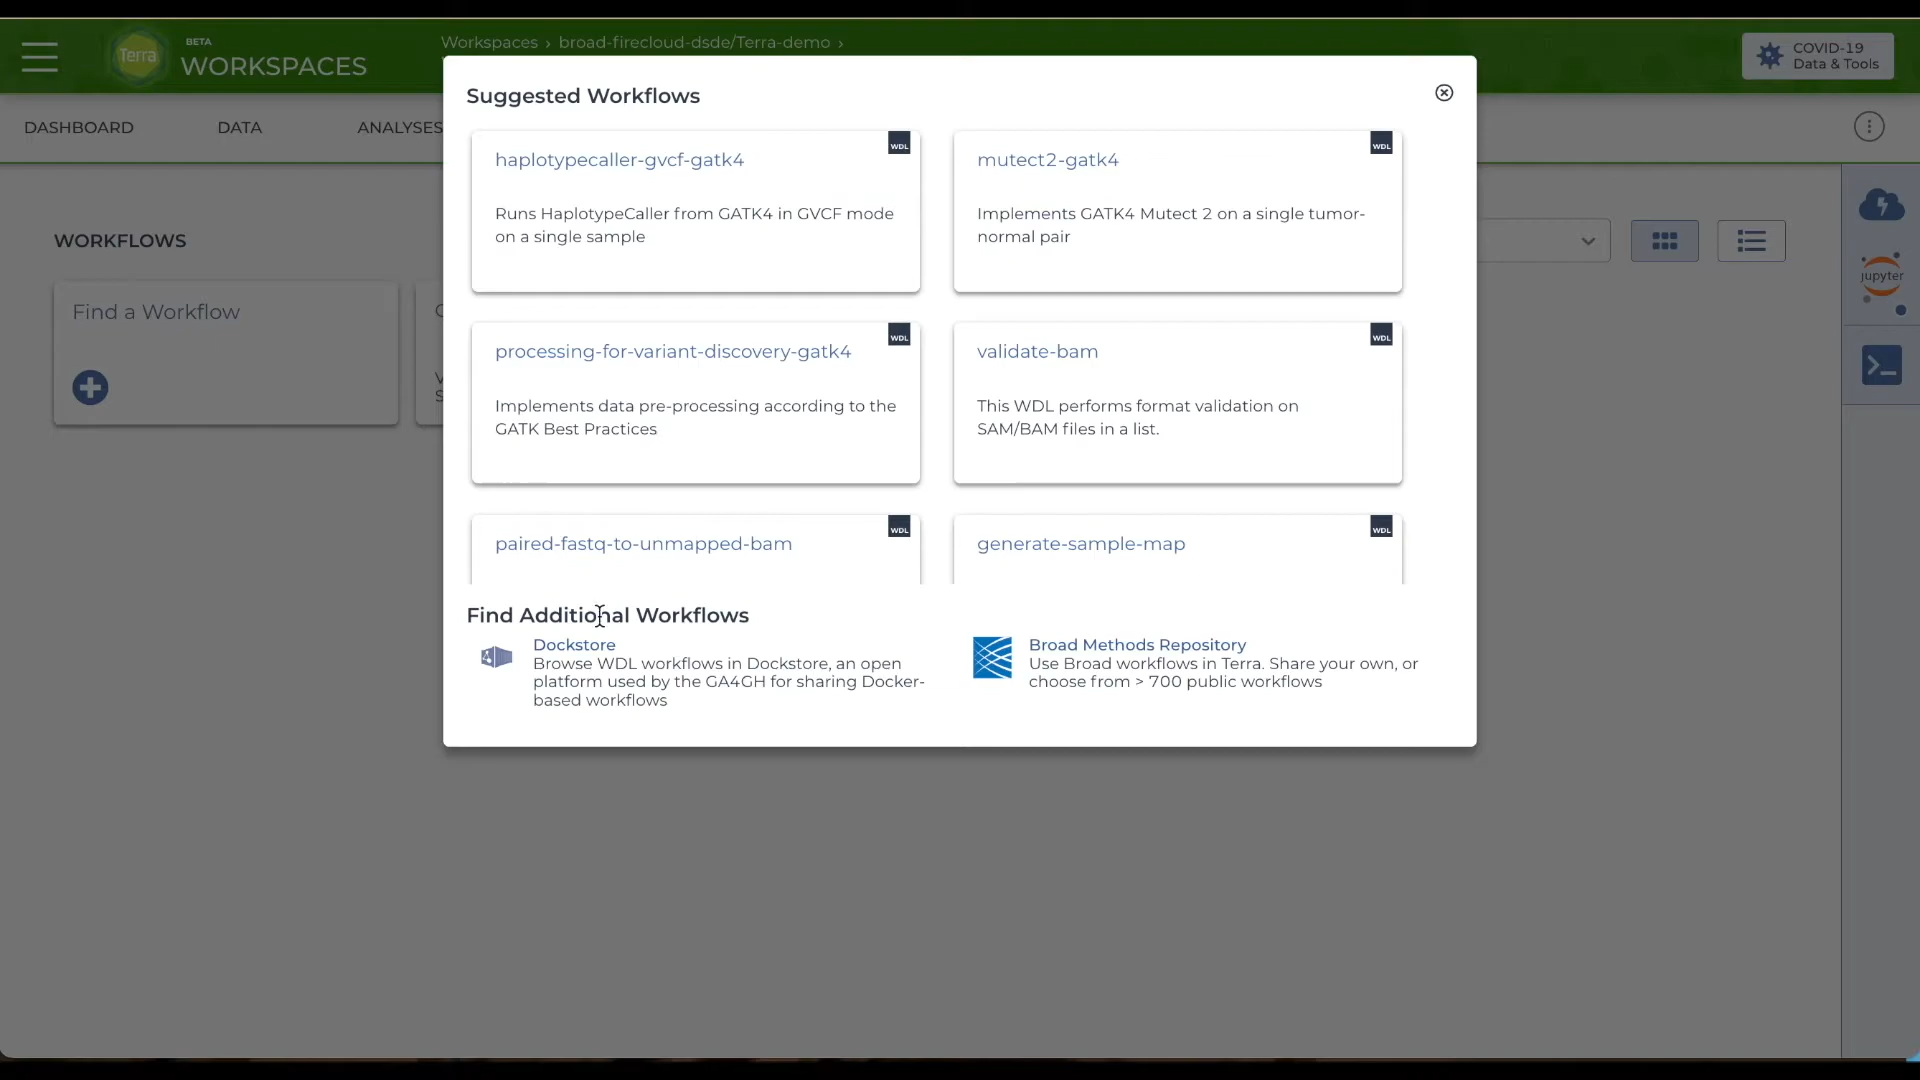 Terra
BETA
WORKSPACES
Workspaces › broad-firecloud-dsde/Terra-demo ›
COVID-19
Data & Tools
DASHBOARD
DATA
ANALYSES
WORKFLOWS
Find a Workflow
jupyter
Suggested Workflows
haplotypecaller-gvcf-gatk4
WDL
Runs HaplotypeCaller from GATK4 in GVCF mode
on a single sample
mutect2-gatk4
WDL
Implements GATK4 Mutect 2 on a single tumor-
normal pair
processing-for-variant-discovery-gatk4
WDL
Implements data pre-processing according to the
GATK Best Practices
validate-bam
WDL
This WDL performs format validation on
SAM/BAM files in a list.
paired-fastq-to-unmapped-bam
WDL
generate-sample-map
WDL
Find Additional Workflows
Dockstore
Browse WDL workflows in Dockstore, an open
platform used by the GA4GH for sharing Docker-
based workflows
Broad Methods Repository
Use Broad workflows in Terra. Share your own, or
choose from > 700 public workflows